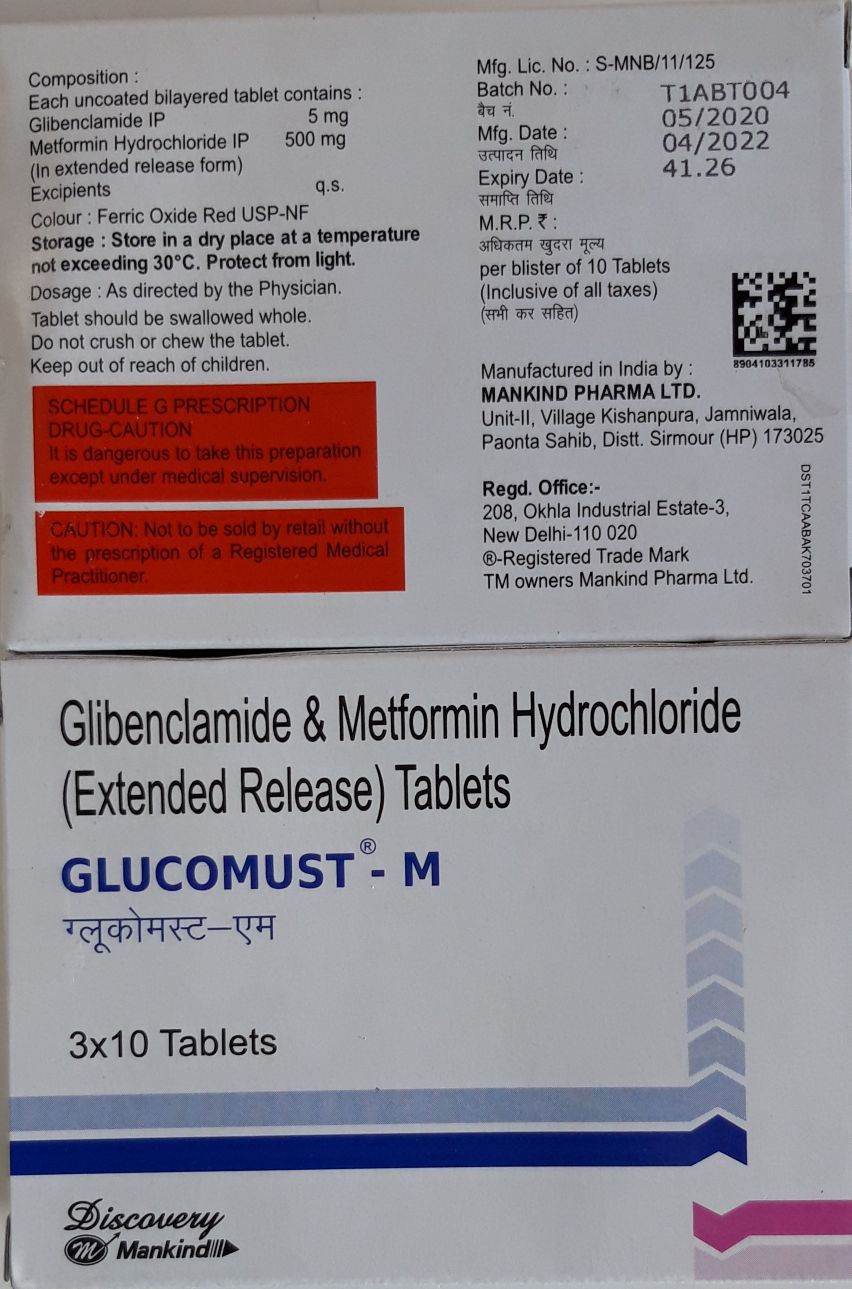 Composition :
Each uncoated bilayered tablet contains :
Glibenclamide IP 5 mg
Metformin Hydrochloride IP 500 mg
(In extended release form)
Excipients q.s.
Colour : Ferric Oxide Red USP-NF
Storage : Store in a dry place at a temperature
not exceeding 30°C. Protect from light.
Dosage : As directed by the Physician.
Tablet should be swallowed whole.
Do not crush or chew the tablet.
Keep out of reach of children.
SCHEDULE G PRESCRIPTION
DRUG-CAUTION
It is dangerous to take this preparation
except under medical supervision.
CAUTION: Not to be sold by retail without
the prescription of a Registered Medical
Practitioner.
Mfg. Lic. No. : S-MNB/11/125
Batch No. : T1ABT004
बैच नं.
Mfg. Date : 05/2020
उत्पादन तिथि
Expiry Date : 04/2022
समाप्ति तिथि
M.R.P. ₹ : 41.26
अधिकतम खुदरा मूल्य
per blister of 10 Tablets
(Inclusive of all taxes)
(सभी कर सहित)
8904103311785
Manufactured in India by :
MANKIND PHARMA LTD.
Unit-II, Village Kishanpura, Jamniwala,
Paonta Sahib, Distt. Sirmour (HP) 173025
Regd. Office:-
208, Okhla Industrial Estate-3,
New Delhi-110 020
®-Registered Trade Mark
TM owners Mankind Pharma Ltd.
DST1TCAABAK703701
Glibenclamide & Metformin Hydrochloride
(Extended Release) Tablets
GLUCOMUST®- M
ग्लूकोमस्ट–एम
3x10 Tablets
Discovery
m Mankind